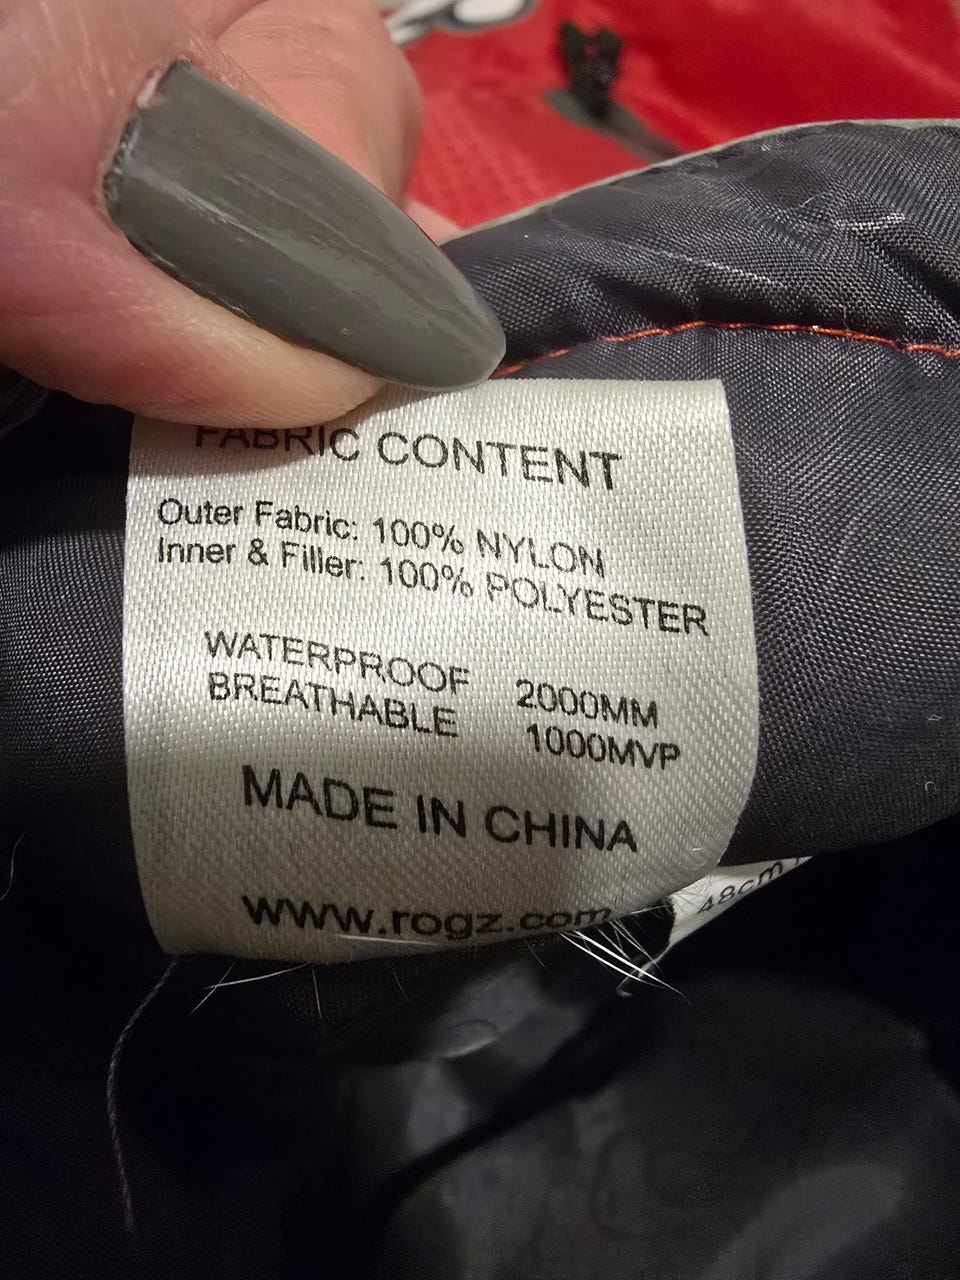 FABRIC CONTENT
Outer Fabric: 100% NYLON
Inner & Filler: 100% POLYESTER
WATERPROOF 2000MM
BREATHABLE 1000MVP
MADE IN CHINA
www.rogz.com
48cm